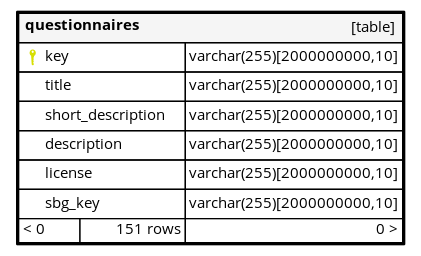 questionnaires [table]
key varchar(255)[2000000000,10]
title varchar(255)[2000000000,10]
short_description varchar(255)[2000000000,10]
description varchar(255)[2000000000,10]
license varchar(255)[2000000000,10]
sbg_key varchar(255)[2000000000,10]
< 0 151 rows 0 >